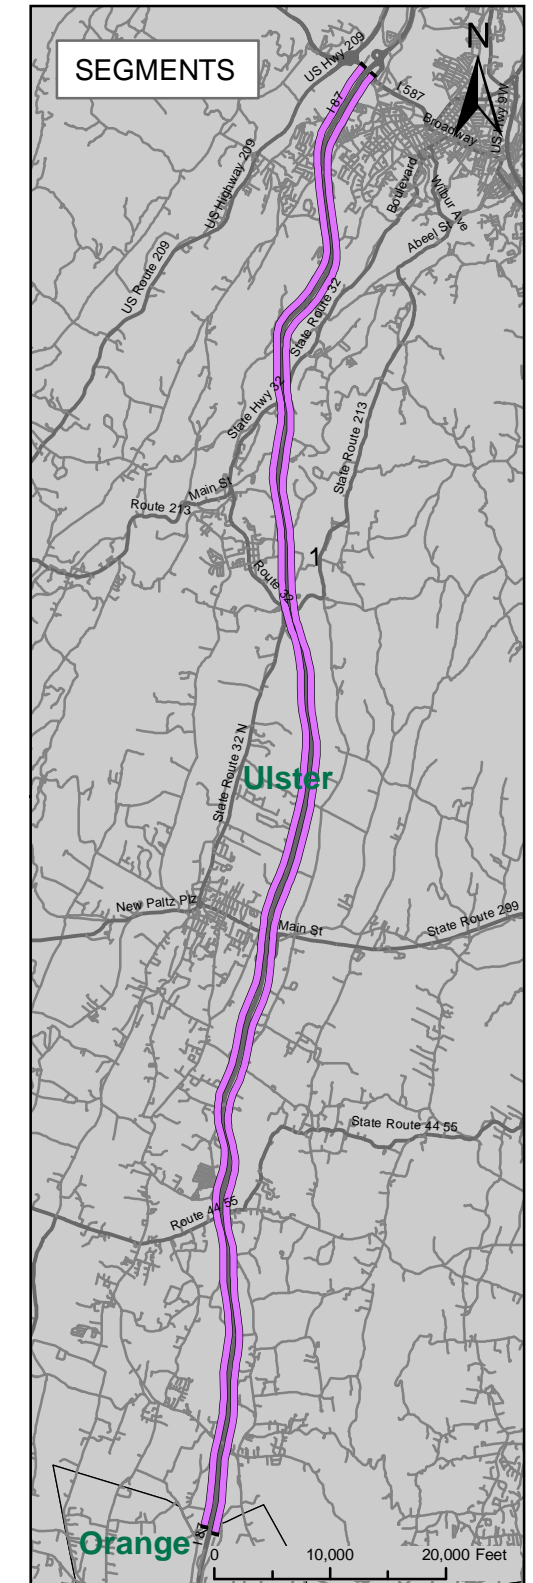 SEGMENTS
N
US Hwy 209
I-87
I-587
Broadway
US Hwy 9 W
US Highway 209
Boulevard
Wilbur Ave
Abeel St
US Route 209
State Route 32
State Hwy 32
State Route 213
Main St
Route 213
1
Route 32
State Route 32 N
Ulster
New Paltz Plz
Main St
State Route 299
State Route 44 55
Route 44 55
I-87
Orange
0 10,000 20,000 Feet